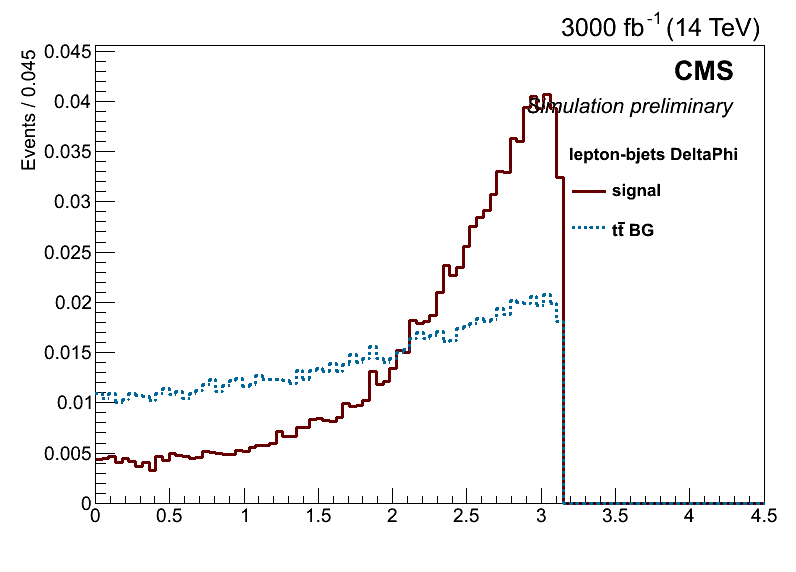 3000 fb⁻¹ (14 TeV)
CMS
Simulation preliminary
lepton-bjets DeltaPhi
signal
tt̄ BG
Events / 0.045
0.045
0.04
0.035
0.03
0.025
0.02
0.015
0.01
0.005
0
0 0.5 1 1.5 2 2.5 3 3.5 4 4.5